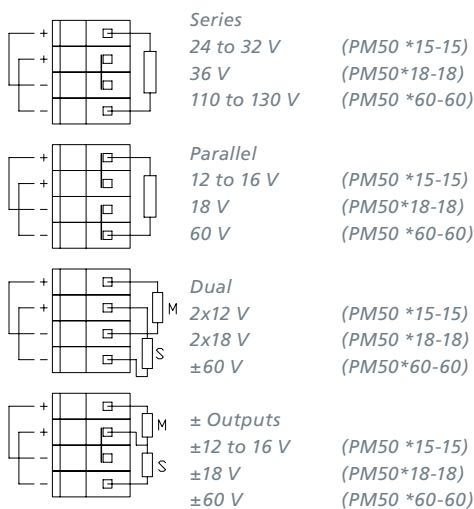 Series
24 to 32 V (PM50 *15-15)
36 V (PM50*18-18)
110 to 130 V (PM50 *60-60)
+
+
–
–
Parallel
12 to 16 V (PM50 *15-15)
18 V (PM50*18-18)
60 V (PM50 *60-60)
+
+
–
–
Dual
2x12 V (PM50 *15-15)
2x18 V (PM50 *18-18)
±60 V (PM50*60-60)
+
+
–
–
M
S
± Outputs
±12 to 16 V (PM50 *15-15)
±18 V (PM50*18-18)
±60 V (PM50 *60-60)
+
+
–
–
M
S